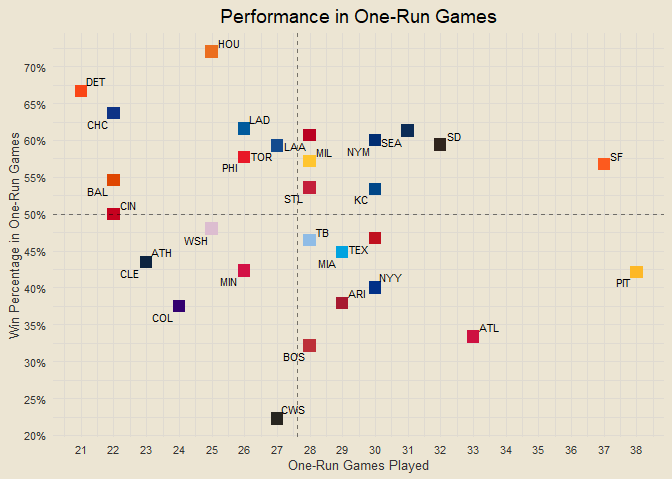 Performance in One-Run Games
HOU
70%
DET
65%
CHC
LAD
60%
LAA
MIL
NYM
SEA
SD
PHI
TOR
SF
55%
BAL
STL
KC
CIN
50%
WSH
TB
45%
ATH
CLE
MIA
TEX
MIN
NYY
PIT
40%
COL
ARI
35%
ATL
BOS
30%
25%
CWS
20%
Win Percentage in One-Run Games
21 22 23 24 25 26 27 28 29 30 31 32 33 34 35 36 37 38
One-Run Games Played